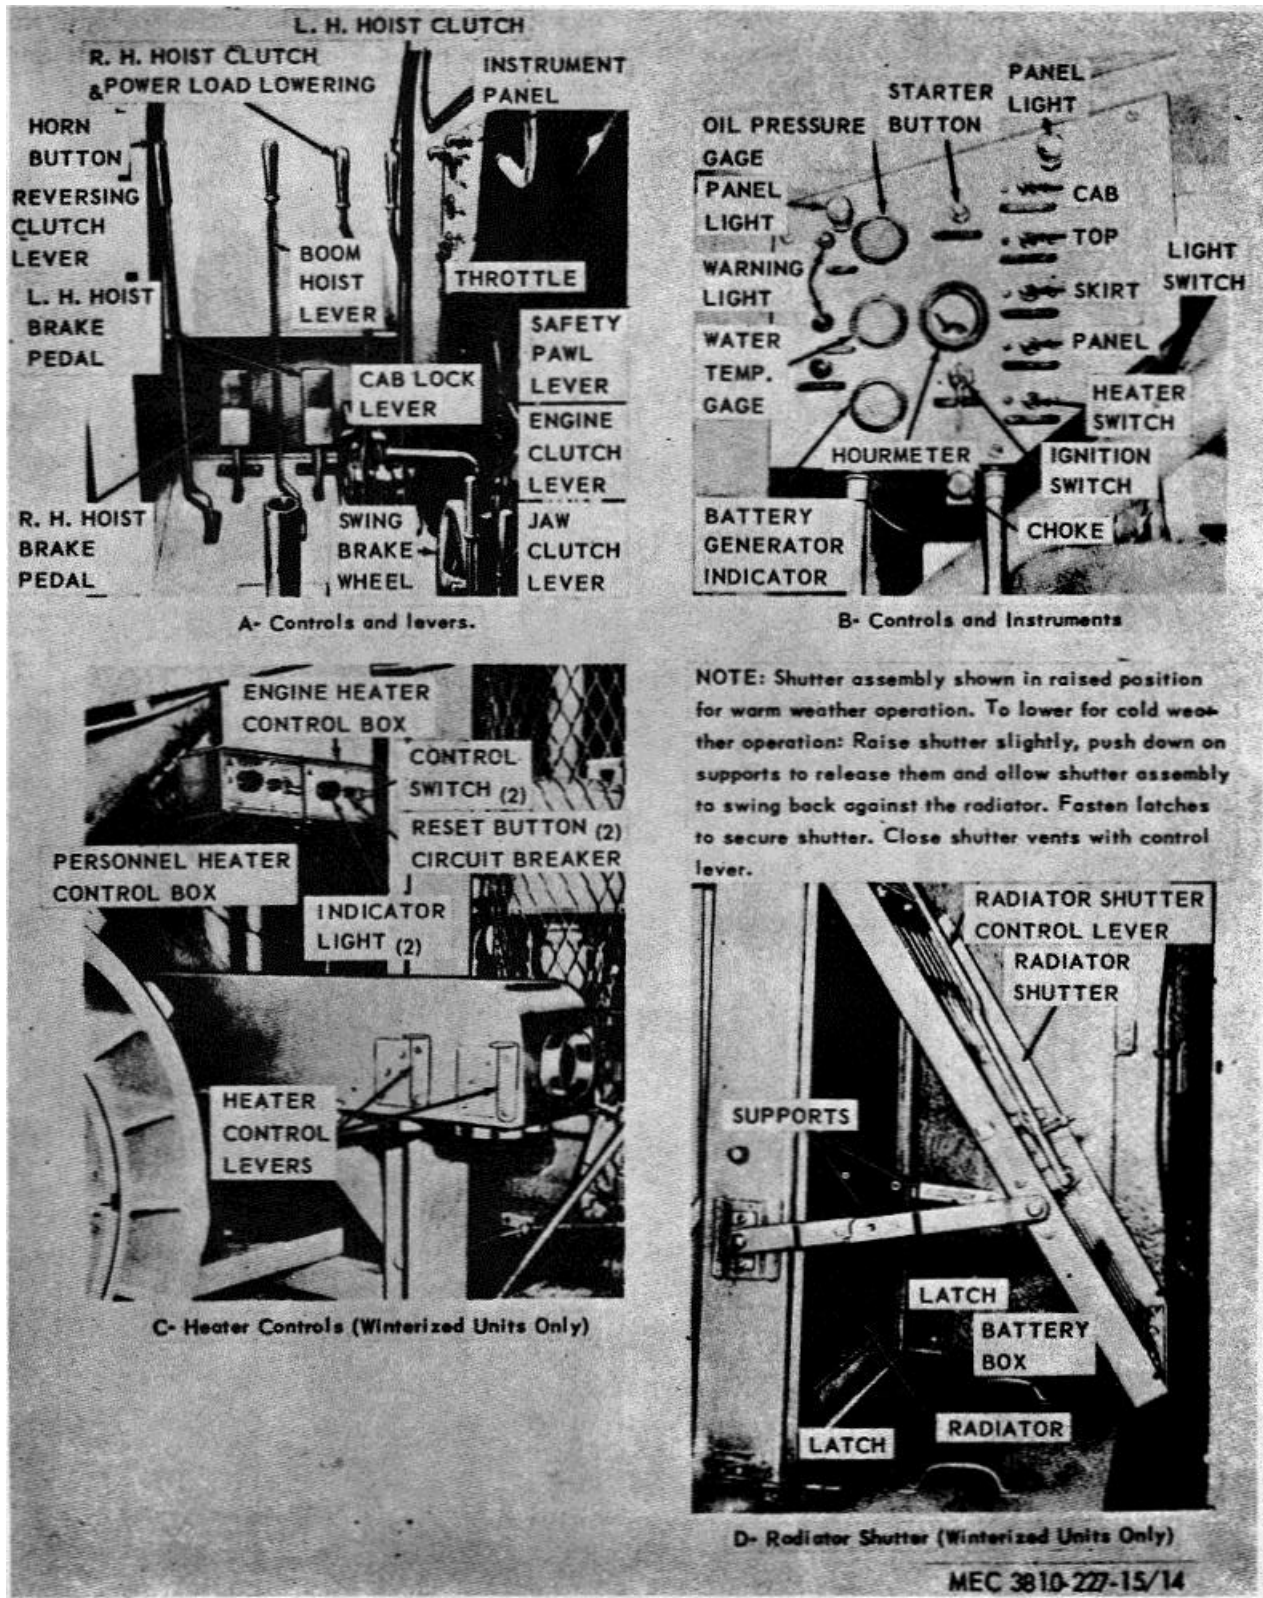 L. H. HOIST CLUTCH
R. H. HOIST CLUTCH
& POWER LOAD LOWERING
INSTRUMENT
PANEL
HORN
BUTTON
REVERSING
CLUTCH
LEVER
BOOM
HOIST
LEVER
THROTTLE
L. H. HOIST
BRAKE
PEDAL
SAFETY
PAWL
LEVER
CAB LOCK
LEVER
ENGINE
CLUTCH
LEVER
R. H. HOIST
BRAKE
PEDAL
SWING
BRAKE
WHEEL
JAW
CLUTCH
LEVER
A- Controls and levers.
PANEL
LIGHT
STARTER
BUTTON
OIL PRESSURE
GAGE
PANEL
LIGHT
CAB
TOP
LIGHT
SWITCH
WARNING
LIGHT
SKIRT
WATER
TEMP.
GAGE
PANEL
HEATER
SWITCH
HOURMETER
IGNITION
SWITCH
BATTERY
GENERATOR
INDICATOR
CHOKE
B- Controls and Instruments
ENGINE HEATER
CONTROL BOX
CONTROL
SWITCH (2)
RESET BUTTON (2)
CIRCUIT BREAKER
PERSONNEL HEATER
CONTROL BOX
INDICATOR
LIGHT (2)
HEATER
CONTROL
LEVERS
C- Heater Controls (Winterized Units Only)
NOTE: Shutter assembly shown in raised position
for warm weather operation. To lower for cold wea-
ther operation: Raise shutter slightly, push down on
supports to release them and allow shutter assembly
to swing back against the radiator. Fasten latches
to secure shutter. Close shutter vents with control
lever.
RADIATOR SHUTTER
CONTROL LEVER
RADIATOR
SHUTTER
SUPPORTS
LATCH
BATTERY
BOX
RADIATOR
LATCH
D- Radiator Shutter (Winterized Units Only)
MEC 3810-227-15/14